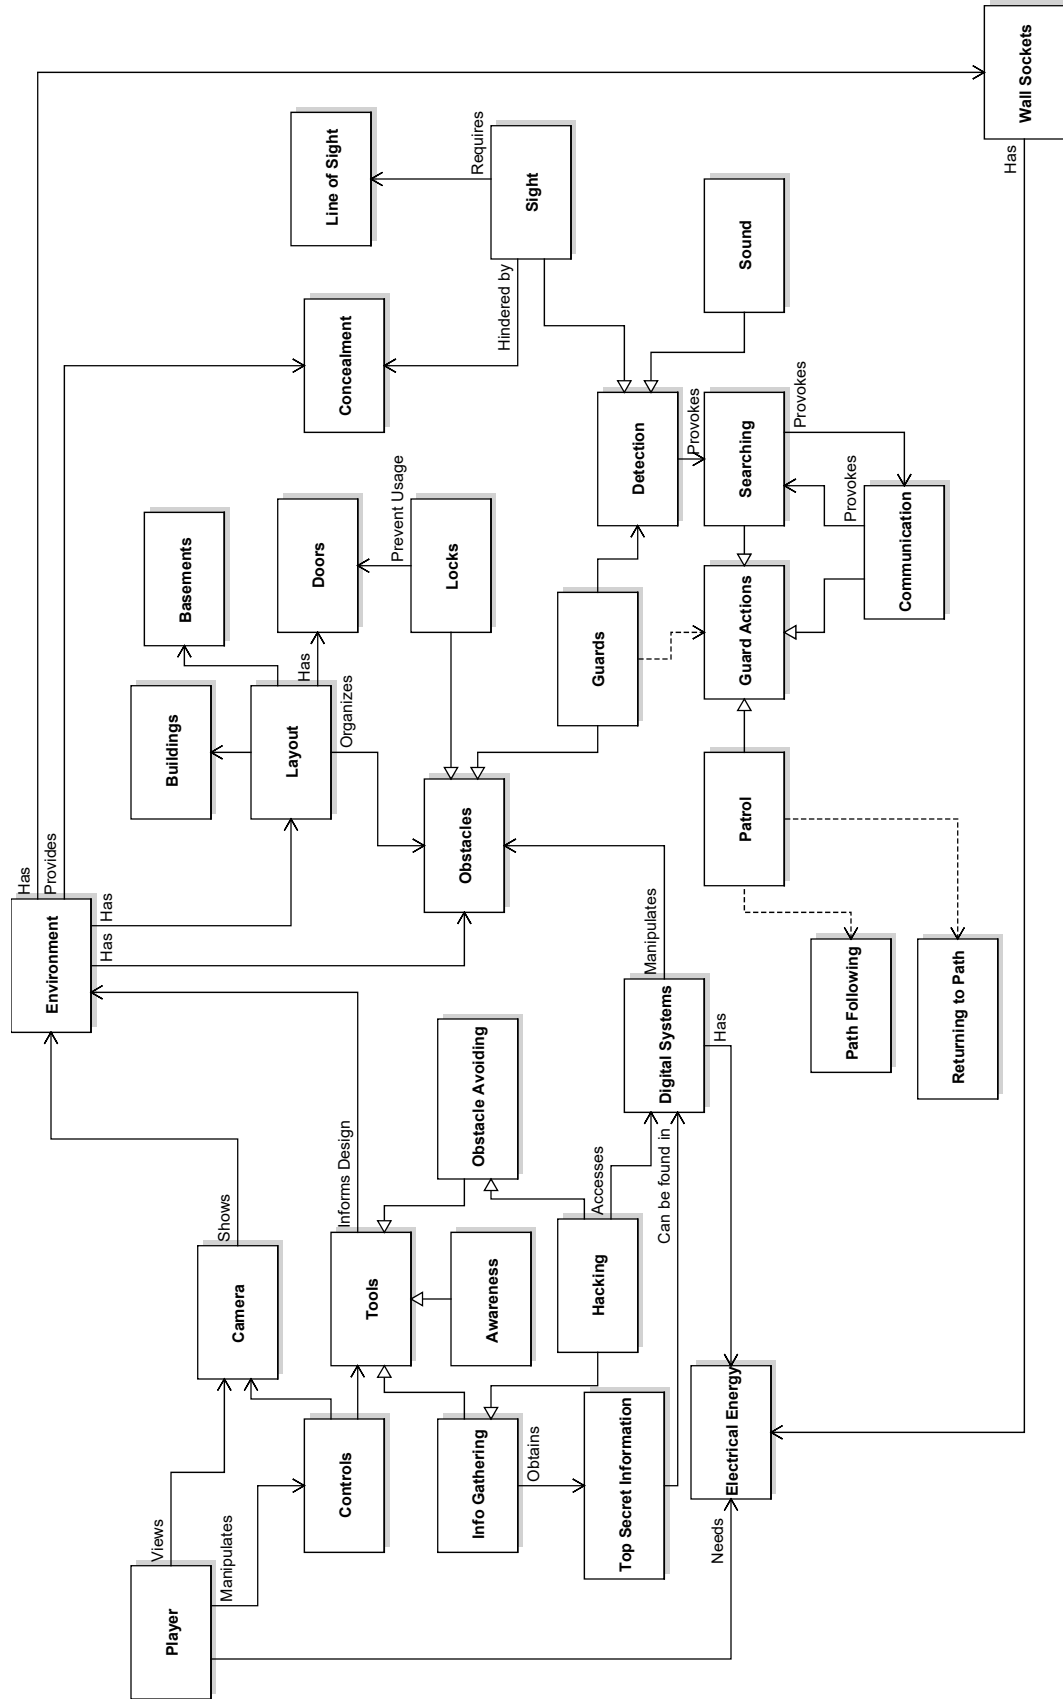 Player
Views
Manipulates
Needs
Camera
Shows
Controls
Environment
Has
Provides
Has
Has
Tools
Informs Design
Info Gathering
Obtains
Awareness
Obstacle Avoiding
Hacking
Accesses
Top Secret Information
Can be found in
Digital Systems
Manipulates
Has
Electrical Energy
Buildings
Basements
Layout
Has
Organizes
Doors
Prevent Usage
Locks
Obstacles
Concealment
Line of Sight
Hindered by
Requires
Sight
Sound
Guards
Detection
Provokes
Searching
Provokes
Provokes
Communication
Guard Actions
Patrol
Path Following
Returning to Path
Wall Sockets
Has